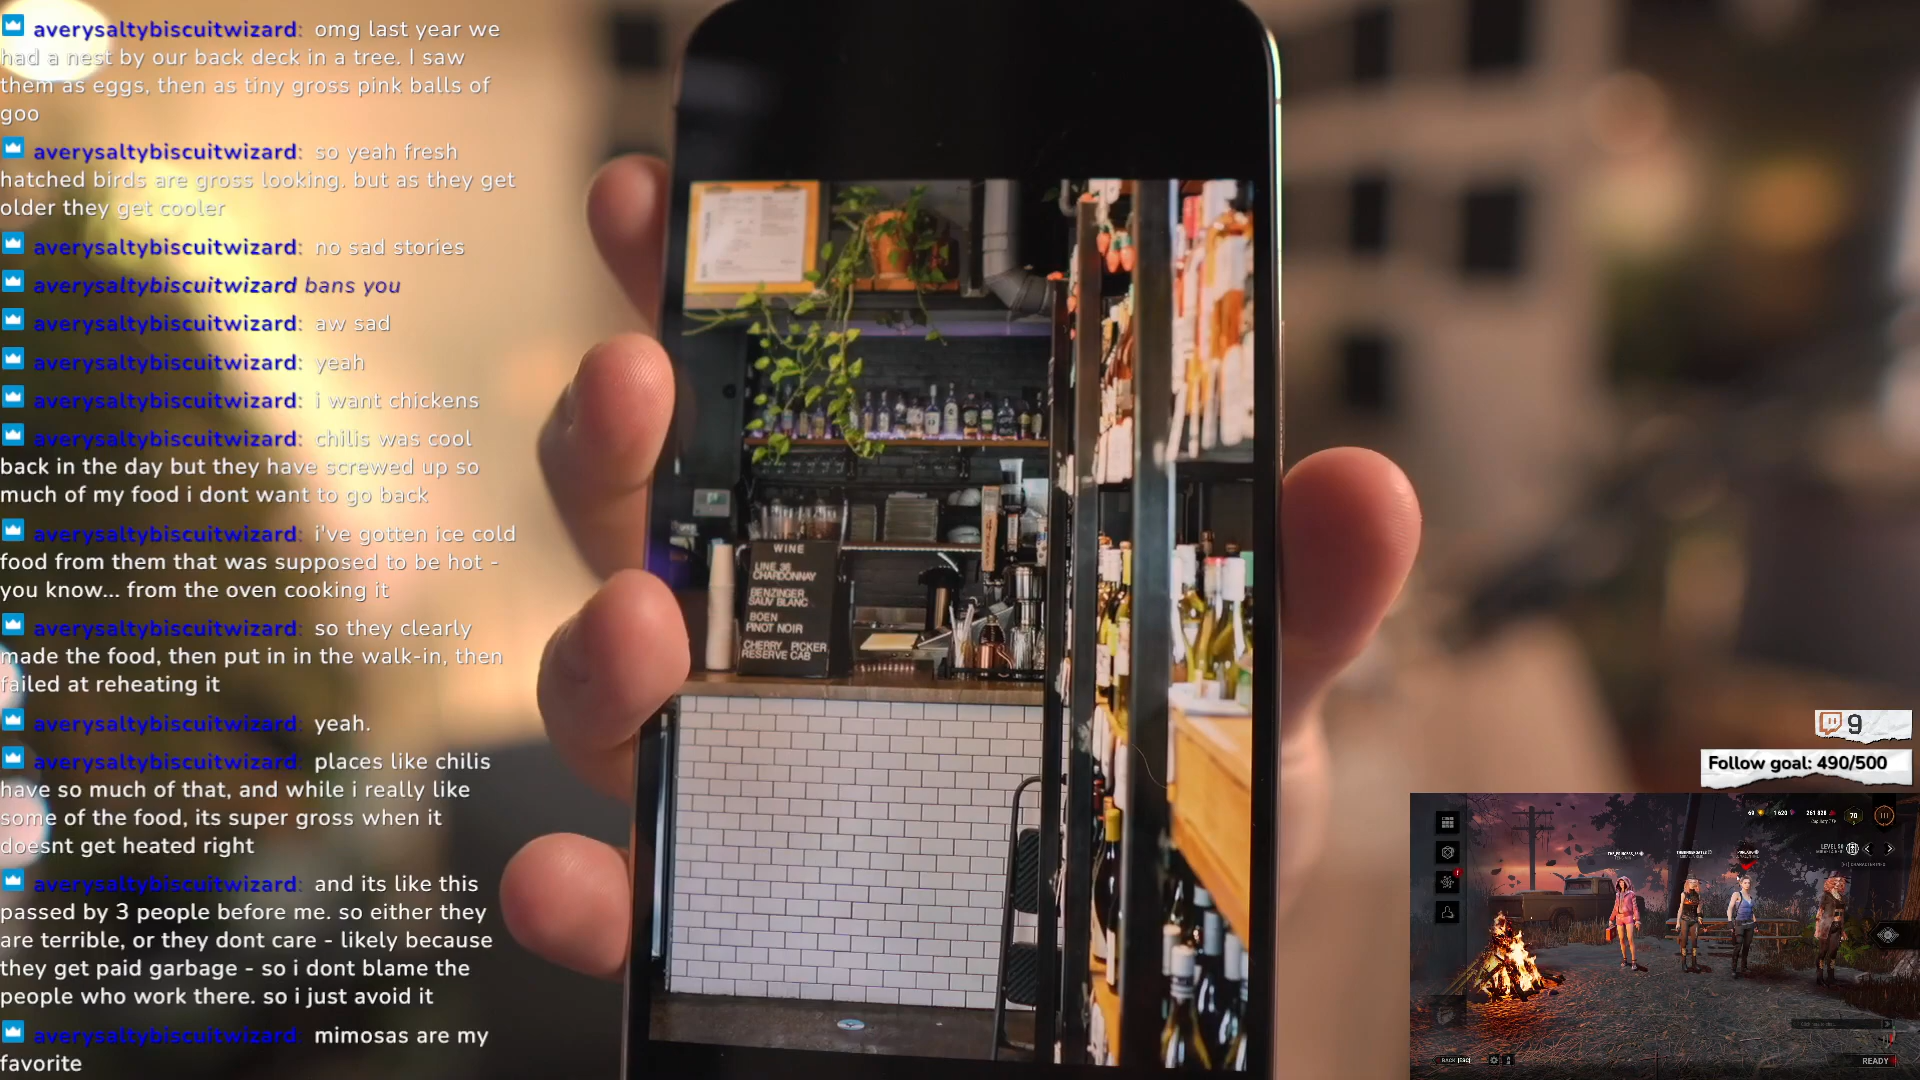 averysaltybiscuitwizard: omg last year we
had a nest by our back deck in a tree. I saw
them as eggs, then as tiny gross pink balls of
goo
averysaltybiscuitwizard: so yeah fresh
hatched birds are gross looking. but as they get
older they get cooler
averysaltybiscuitwizard: no sad stories
averysaltybiscuitwizard bans you
averysaltybiscuitwizard: aw sad
averysaltybiscuitwizard: yeah
averysaltybiscuitwizard: i want chickens
averysaltybiscuitwizard: chilis was cool
back in the day but they have screwed up so
much of my food i dont want to go back
averysaltybiscuitwizard: i've gotten ice cold
food from them that was supposed to be hot -
you know... from the oven cooking it
averysaltybiscuitwizard: so they clearly
made the food, then put in in the walk-in, then
failed at reheating it
averysaltybiscuitwizard: yeah.
averysaltybiscuitwizard: places like chilis
have so much of that, and while i really like
some of the food, its super gross when it
doesnt get heated right
averysaltybiscuitwizard: and its like this
passed by 3 people before me. so either they
are terrible, or they dont care - likely because
they get paid garbage - so i dont blame the
people who work there. so i just avoid it
averysaltybiscuitwizard: mimosas are my
favorite
WINE
LINE 36
CHARDONNAY
BENZINGER
SAUV BLANC
BOEN
PINOT NOIR
CHERRY PICKER
RESERVE CAB
9
Follow goal: 490/500
70
BACK [ESC]
READY